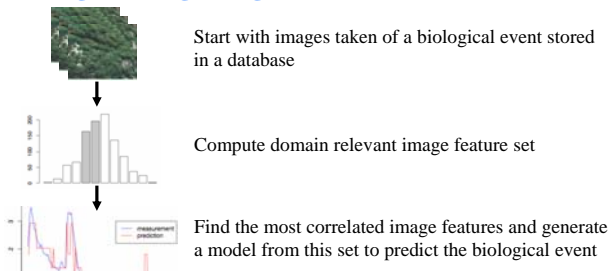 Start with images taken of a biological event stored
in a database
Compute domain relevant image feature set
Find the most correlated image features and generate
a model from this set to predict the biological event
measurement
prediction